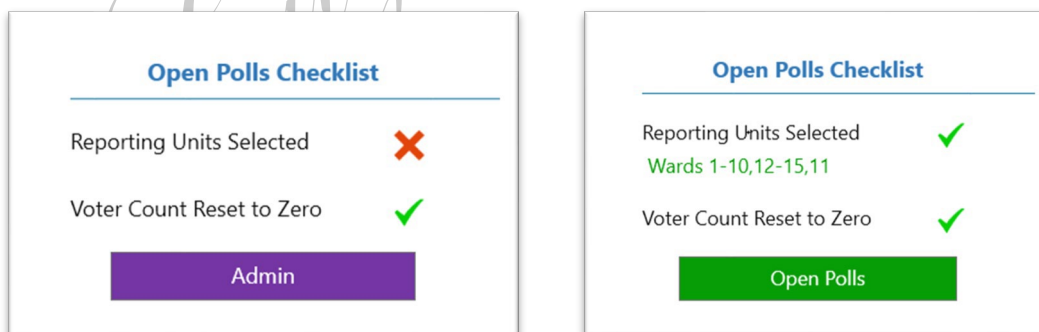 Open Polls Checklist
Reporting Units Selected
Voter Count Reset to Zero
Admin
Open Polls Checklist
Reporting Units Selected
Wards 1-10,12-15,11
Voter Count Reset to Zero
Open Polls